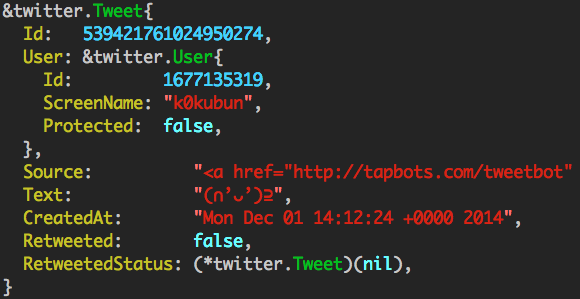 &twitter.Tweet{
  Id:   539421761024950274,
  User: &twitter.User{
    Id:         1677135319,
    ScreenName: "k0kubun",
    Protected:  false,
  },
  Source:          "<a href="http://tapbots.com/tweetbot"
  Text:            "(∩’ᴗ’)⊇",
  CreatedAt:       "Mon Dec 01 14:12:24 +0000 2014",
  Retweeted:       false,
  RetweetedStatus: (*twitter.Tweet)(nil),
}